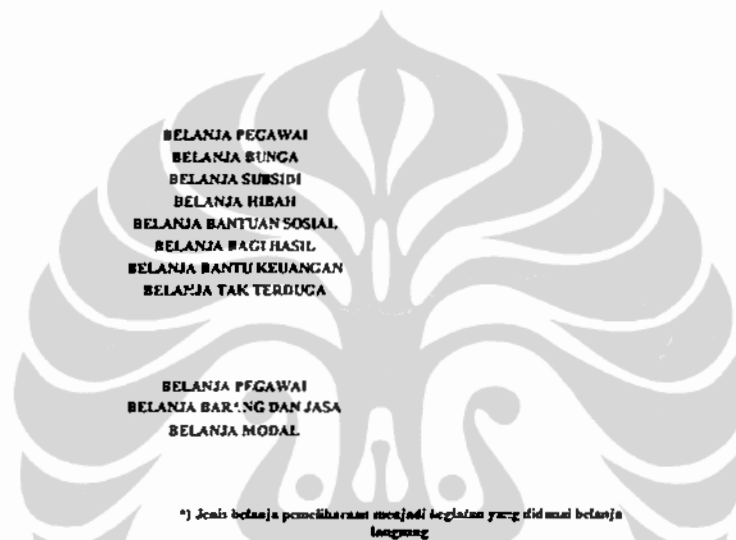 BELANJA PEGAWAI
BELANJA BUNGA
BELANJA SUBSIDI
BELANJA HIBAH
BELANJA BANTUAN SOSIAL
BELANJA BAGI HASIL
BELANJA BANTU KEUANGAN
BELANJA TAK TERDUGA
BELANJA PEGAWAI
BELANJA BARANG DAN JASA
BELANJA MODAL
*) Jenis belanja pemeliharaan menjadi kegiatan yang didanai belanja
langsung